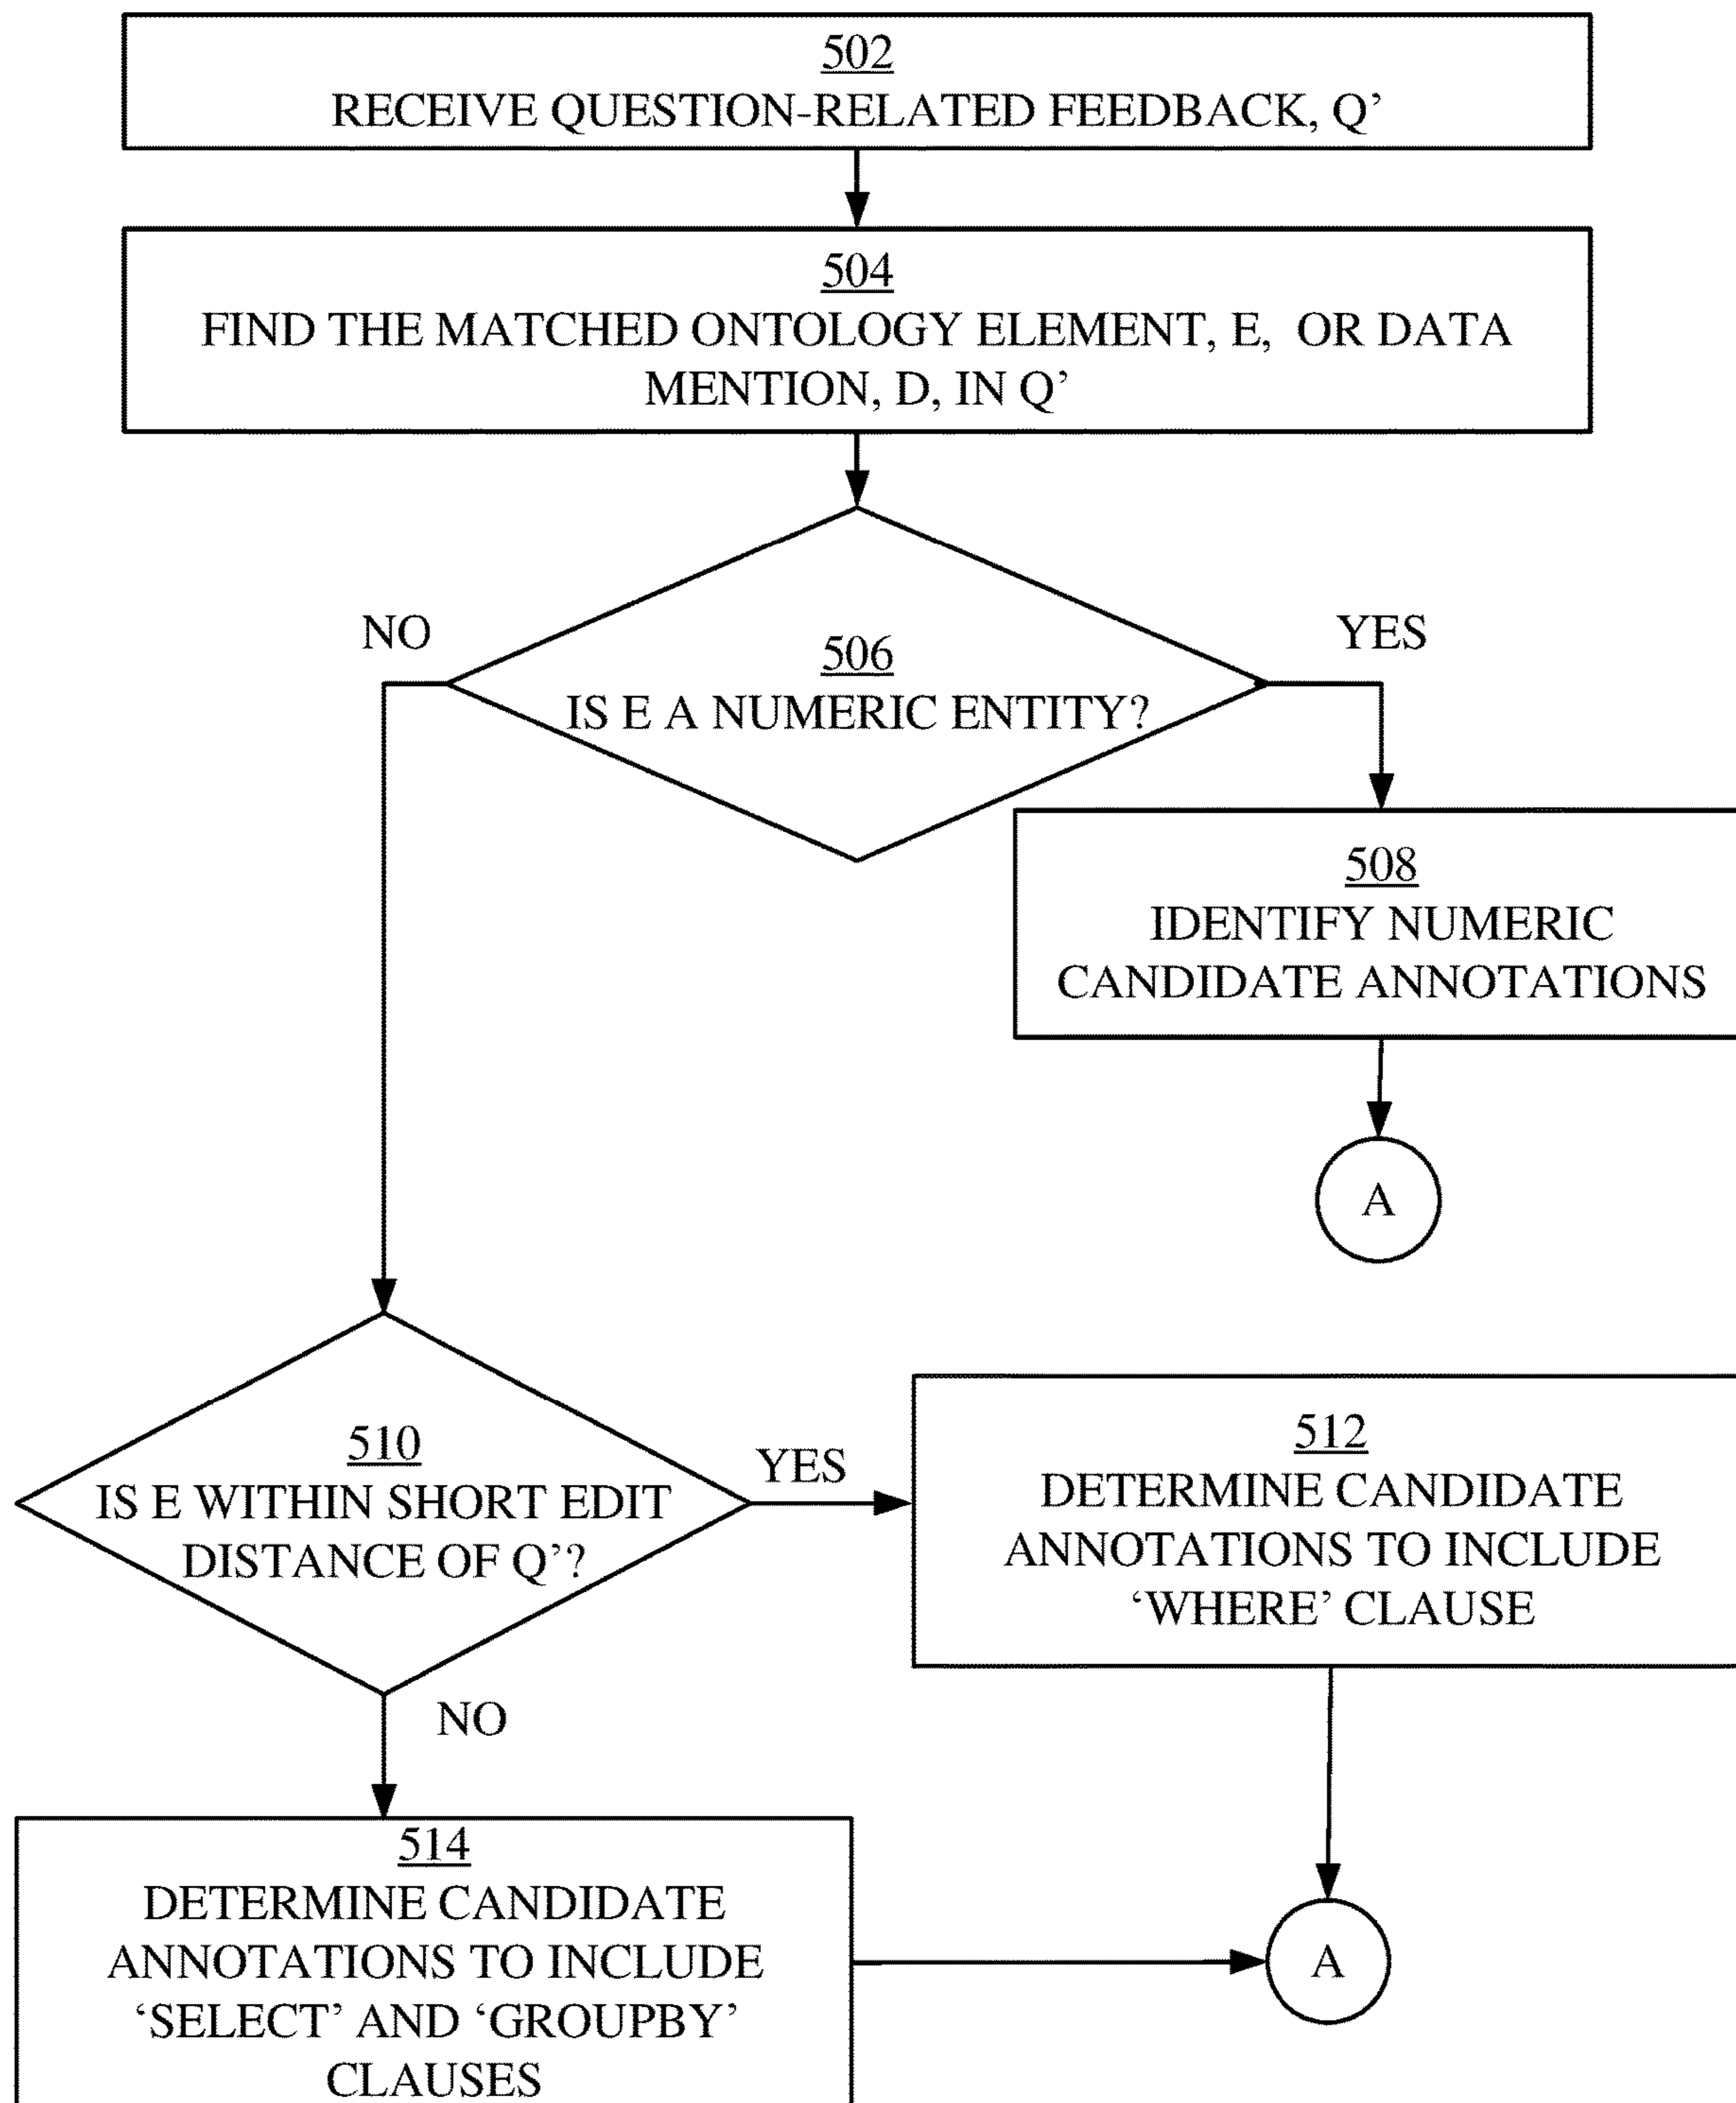 502
RECEIVE QUESTION-RELATED FEEDBACK, Q’
504
FIND THE MATCHED ONTOLOGY ELEMENT, E, OR DATA
MENTION, D, IN Q’
NO
YES
506
IS E A NUMERIC ENTITY?
508
IDENTIFY NUMERIC
CANDIDATE ANNOTATIONS
A
510
IS E WITHIN SHORT EDIT
DISTANCE OF Q’?
YES
512
DETERMINE CANDIDATE
ANNOTATIONS TO INCLUDE
‘WHERE’ CLAUSE
NO
514
DETERMINE CANDIDATE
ANNOTATIONS TO INCLUDE
‘SELECT’ AND ‘GROUPBY’
CLAUSES
A